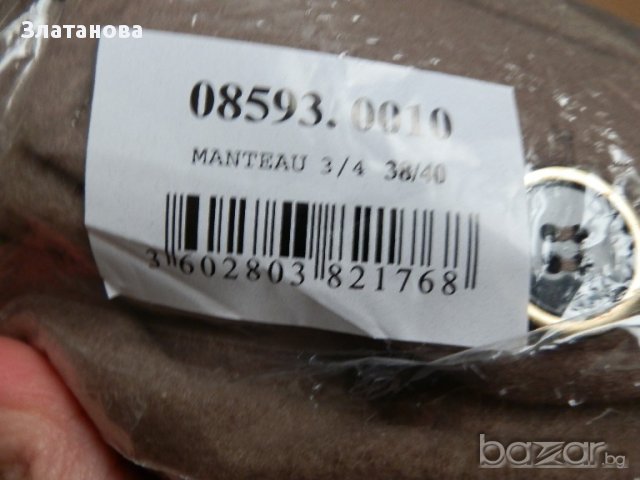 Златанова
08593.0010
MANTEAU 3/4 38/40
3 602803 821768
bazar.bg